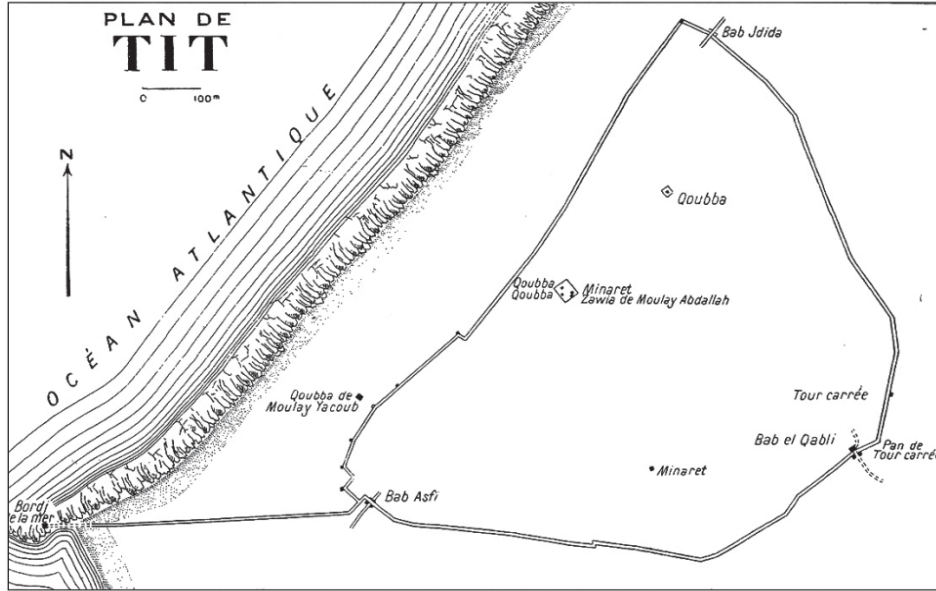 PLAN DE
TIT
0 100m
N
OCÉAN ATLANTIQUE
Bab Jdida
Qoubba
Qoubba
Qoubba
Minaret
Zawia de Moulay Abdallah
Qoubba de
Moulay Yacoub
Tour carrée
Bab el Qabli
Pan de
Tour carrée
Minaret
Bab Asfi
Bordj
de la mer